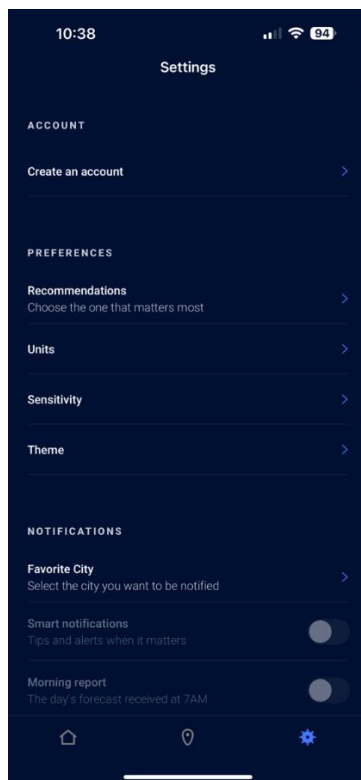 10:38
94
Settings
ACCOUNT
Create an account
PREFERENCES
Recommendations
Choose the one that matters most
Units
Sensitivity
Theme
NOTIFICATIONS
Favorite City
Select the city you want to be notified
Smart notifications
Tips and alerts when it matters
Morning report
The day's forecast received at 7AM